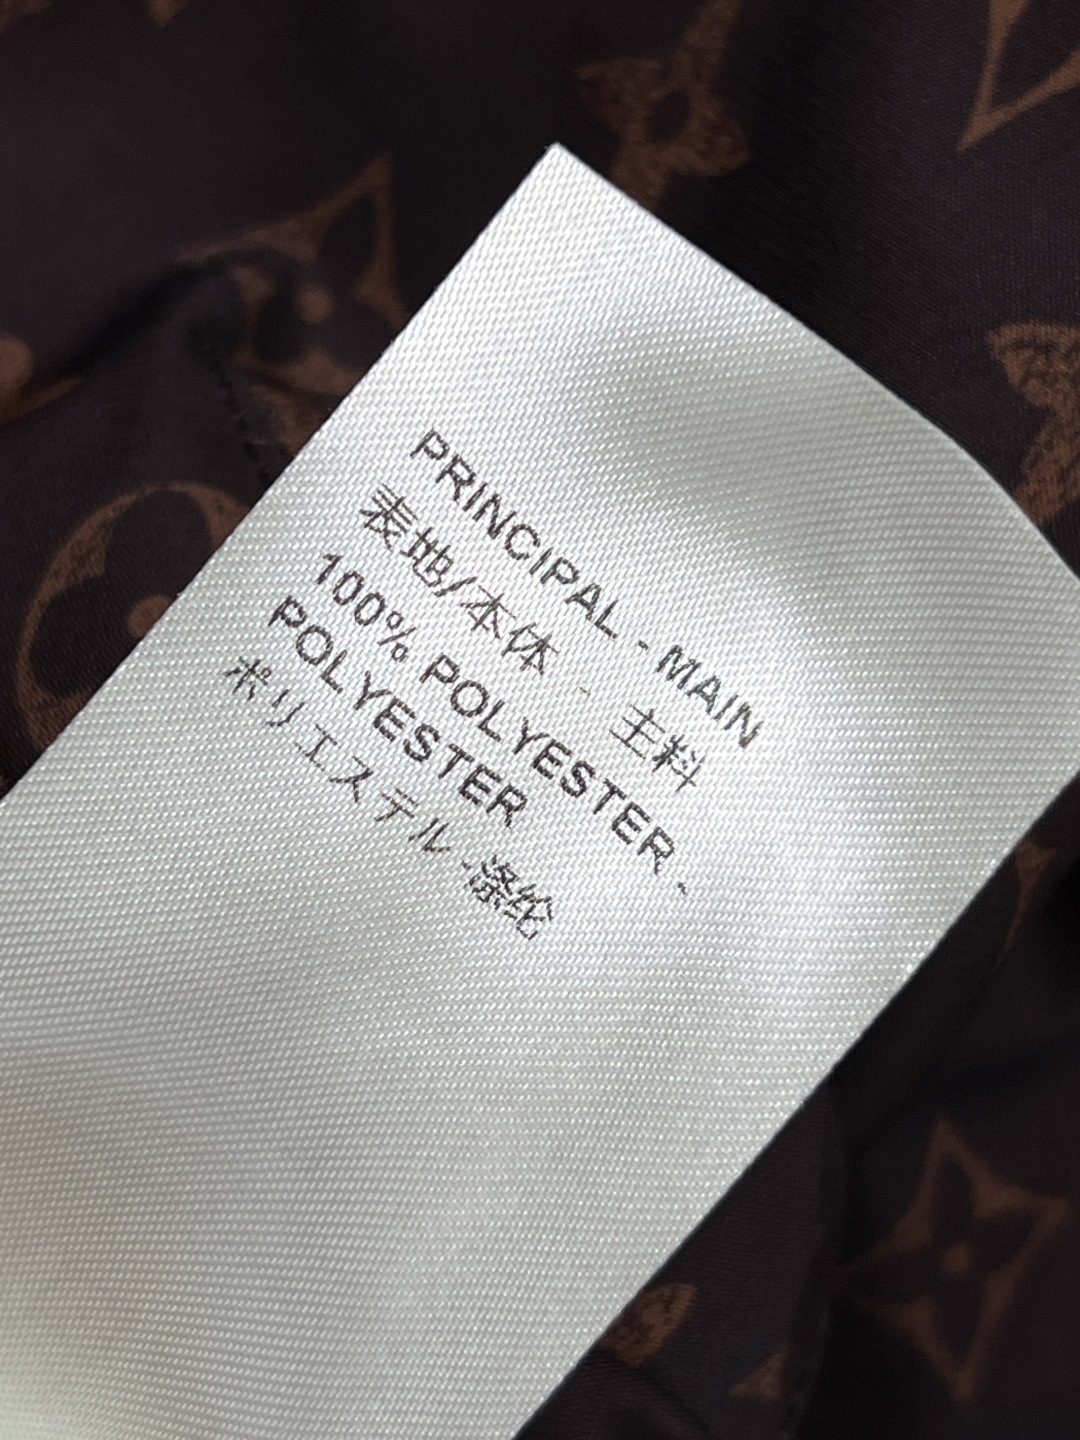 PRINCIPAL - MAIN
表地/本体 - 主料
100% POLYESTER -
POLYESTER
ポリエステル -涤纶